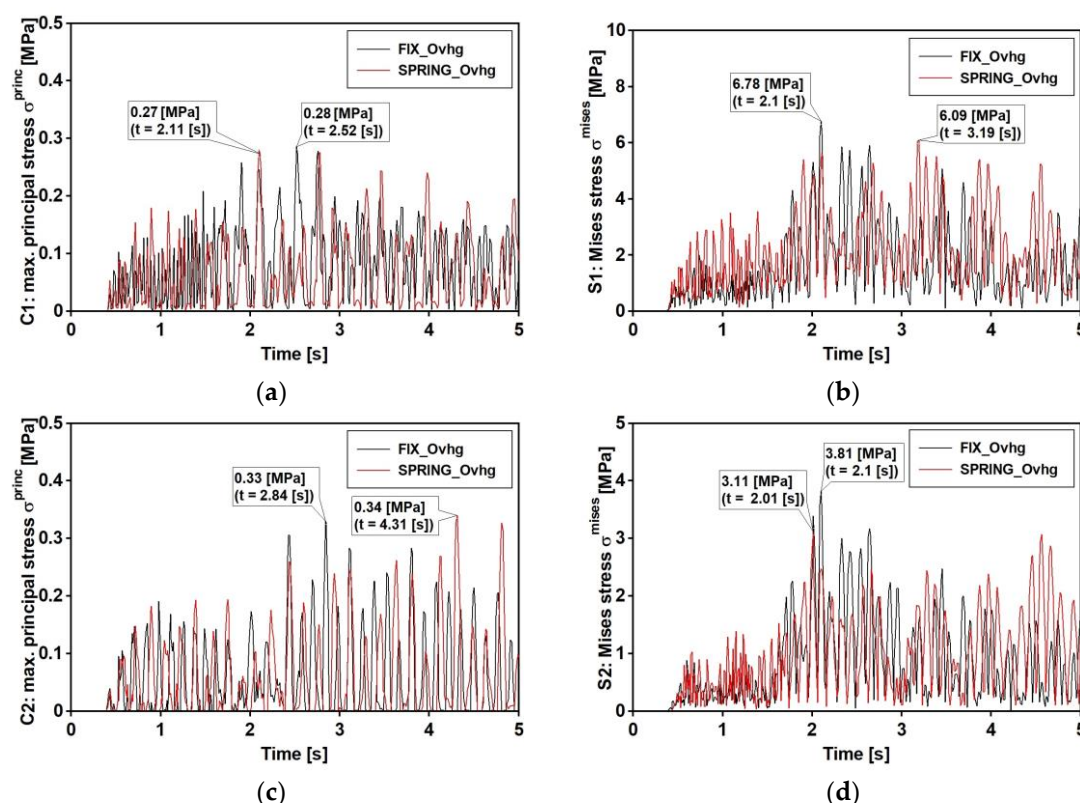 C1: max. principal stress σ^princ [MPa]
0.5
0.4
0.3
0.2
0.1
0
FIX_Ovhg
SPRING_Ovhg
0.27 [MPa]
(t = 2.11 [s])
0.28 [MPa]
(t = 2.52 [s])
0 1 2 3 4 5
Time [s]
(a)
S1: Mises stress σ^mises [MPa]
10
8
6
4
2
0
FIX_Ovhg
SPRING_Ovhg
6.78 [MPa]
(t = 2.1 [s])
6.09 [MPa]
(t = 3.19 [s])
0 1 2 3 4 5
Time [s]
(b)
C2: max. principal stress σ^princ [MPa]
0.5
0.4
0.3
0.2
0.1
0
FIX_Ovhg
SPRING_Ovhg
0.33 [MPa]
(t = 2.84 [s])
0.34 [MPa]
(t = 4.31 [s])
0 1 2 3 4 5
Time [s]
(c)
S2: Mises stress σ^mises [MPa]
5
4
3
2
1
0
FIX_Ovhg
SPRING_Ovhg
3.81 [MPa]
(t = 2.1 [s])
3.11 [MPa]
(t = 2.01 [s])
0 1 2 3 4 5
Time [s]
(d)